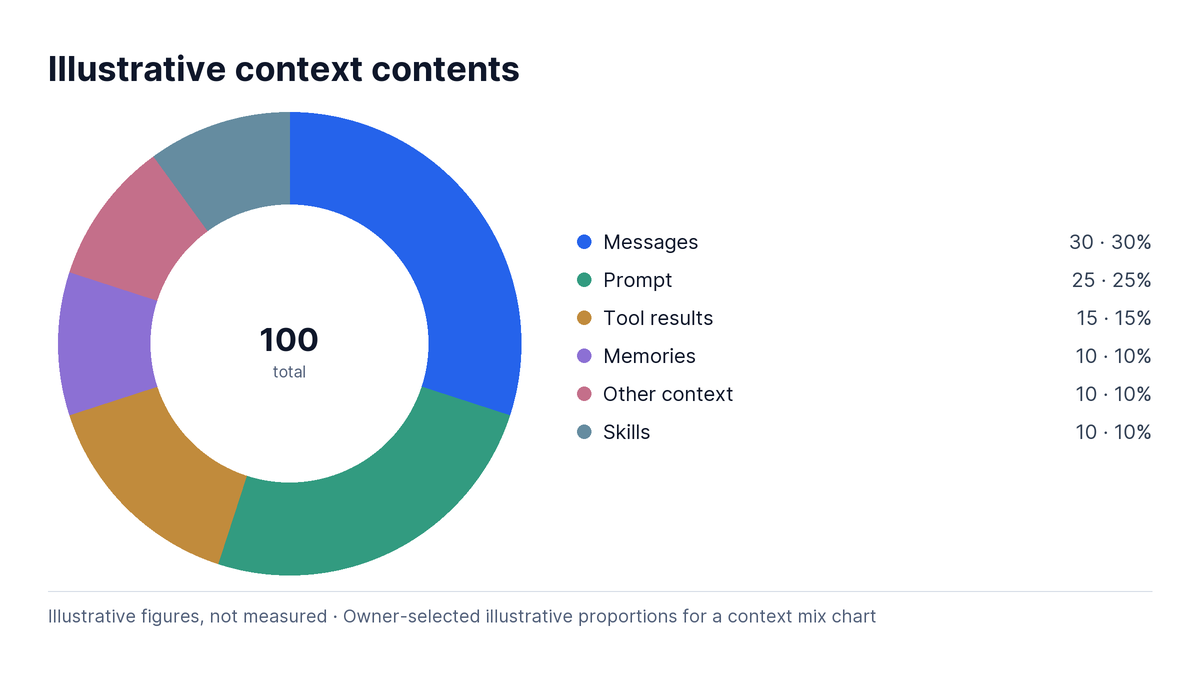 Illustrative context contents
100
total
Messages 30 · 30%
Prompt 25 · 25%
Tool results 15 · 15%
Memories 10 · 10%
Other context 10 · 10%
Skills 10 · 10%
Illustrative figures, not measured · Owner-selected illustrative proportions for a context mix chart